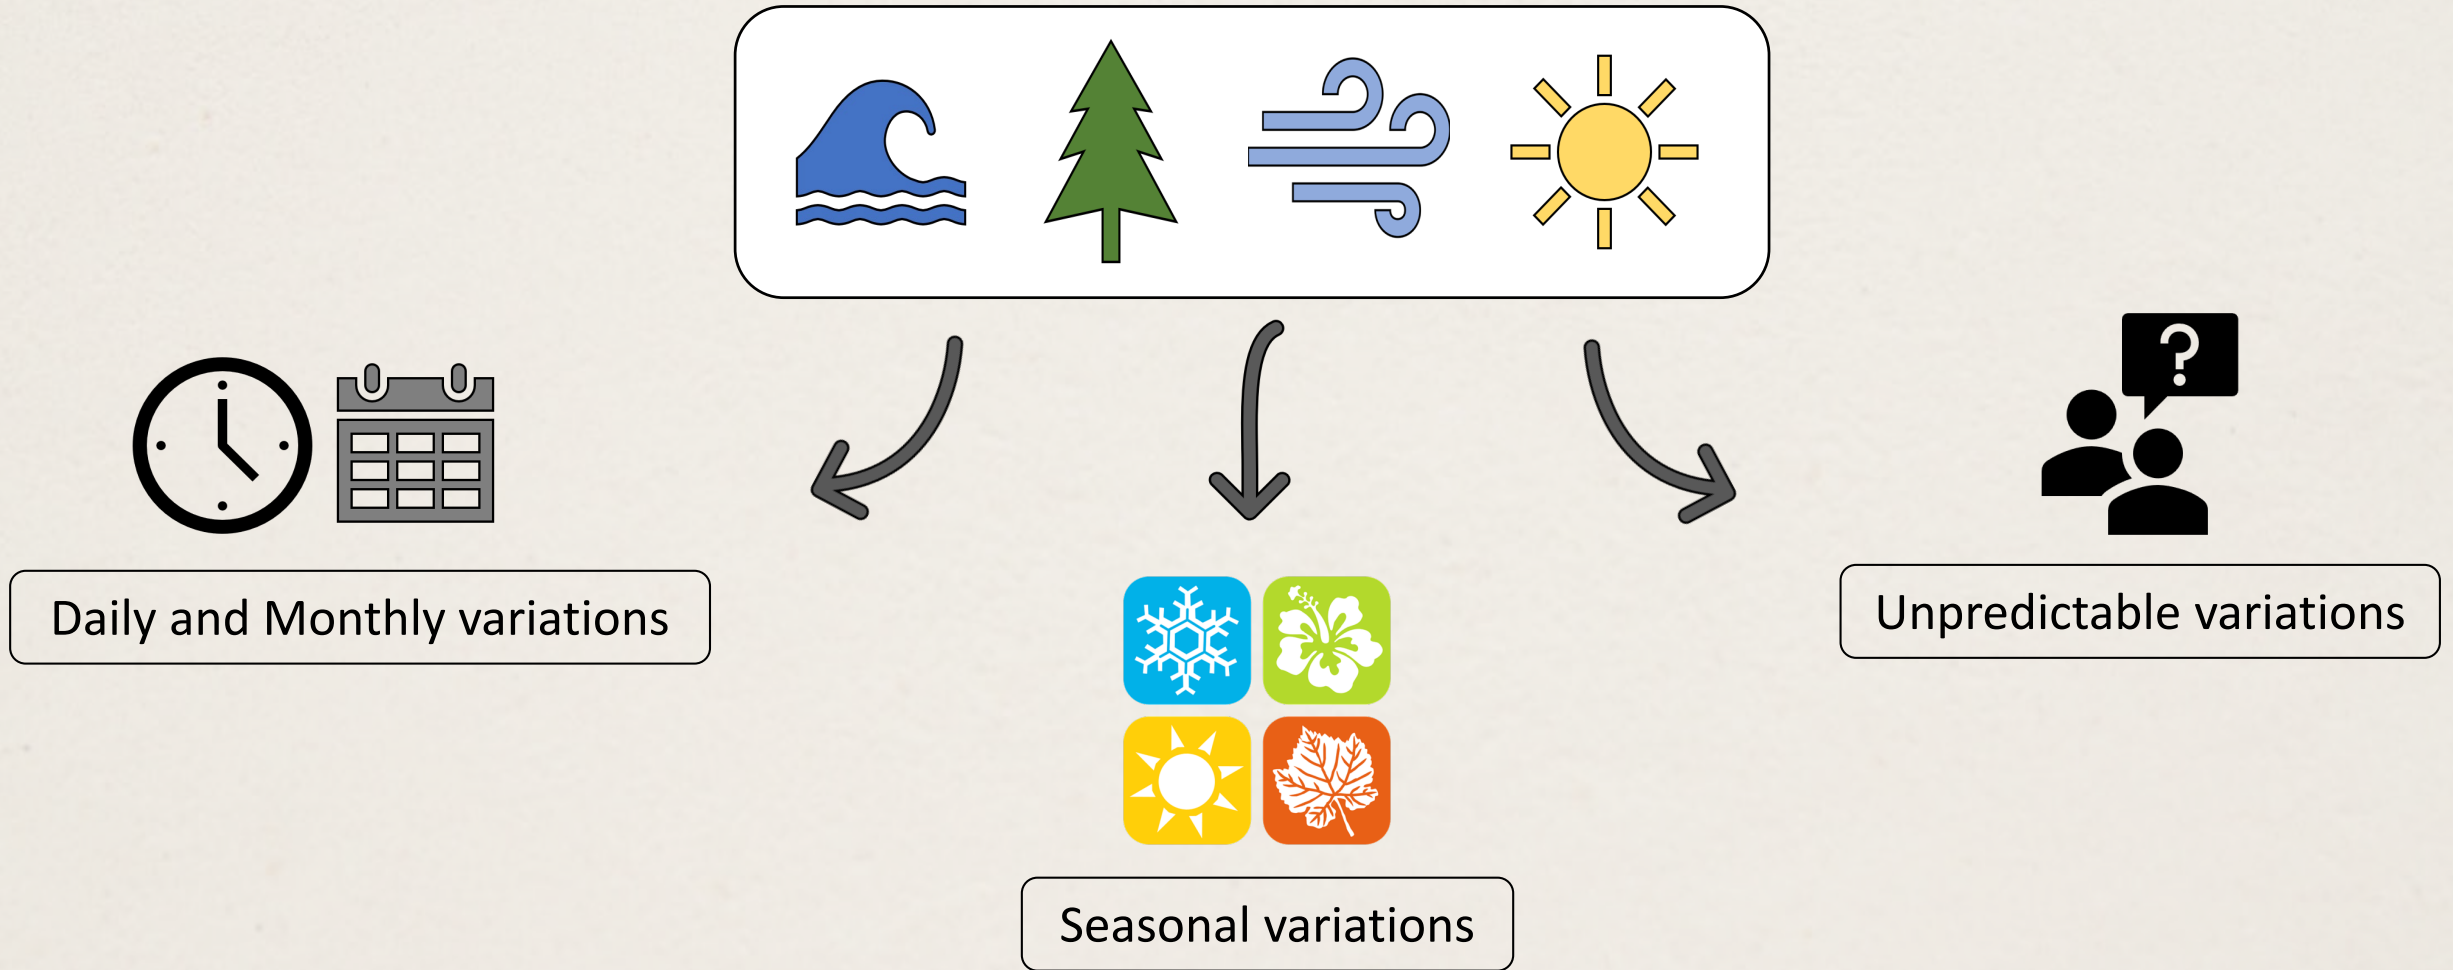 ?
Daily and Monthly variations
Unpredictable variations
Seasonal variations